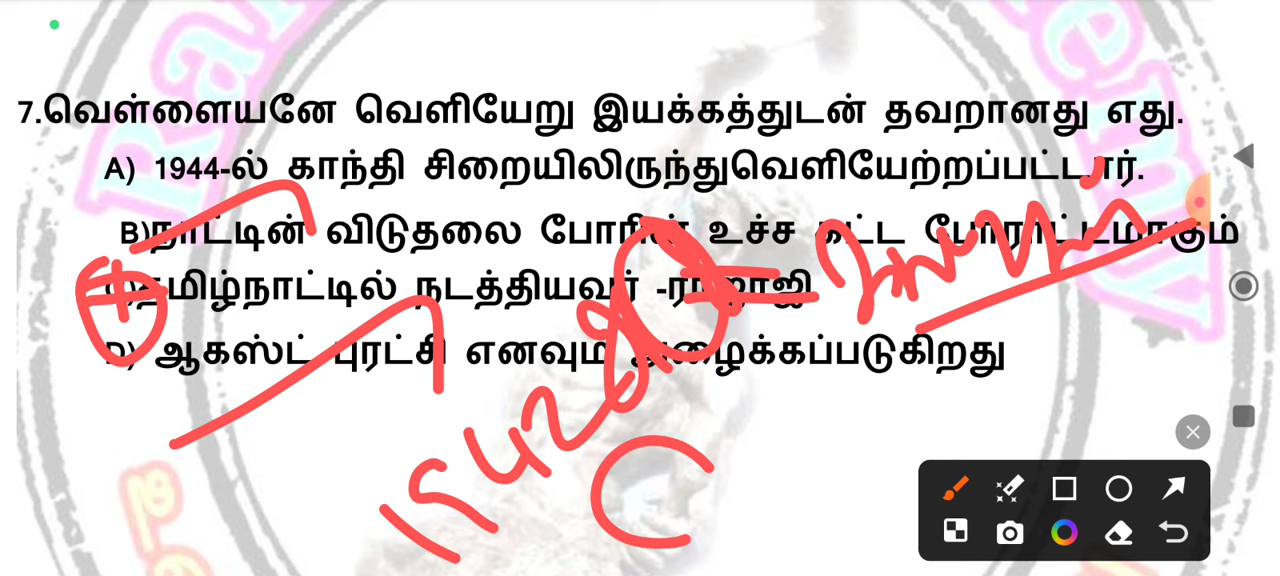 7.வெள்ளையனே வெளியேறு இயக்கத்துடன் தவறானது எது.
A) 1944-ல் காந்தி சிறையிலிருந்துவெளியேற்றப்பட்டார்.
B)நாட்டின் விடுதலை போரின் உச்ச கட்ட போராட்டமாகும்
C)தமிழ்நாட்டில் நடத்தியவர் -ராஜாஜி
D) ஆகஸ்ட் புரட்சி எனவும் அழைக்கப்படுகிறது
1942